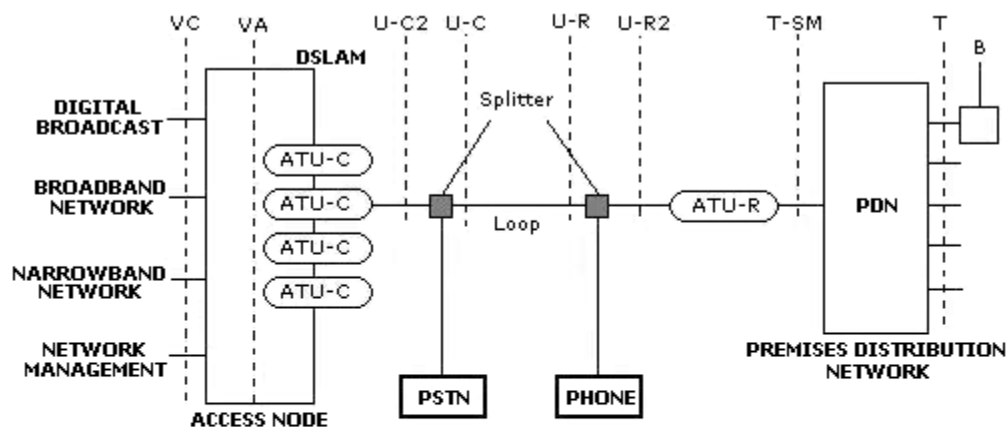 VC
VA
U-C2
U-C
U-R
U-R2
T-SM
T
B
DSLAM
DIGITAL
BROADCAST
Splitter
ATU-C
BROADBAND
NETWORK
ATU-C
Loop
ATU-R
PDN
ATU-C
NARROWBAND
NETWORK
ATU-C
NETWORK
MANAGEMENT
PREMISES DISTRIBUTION
NETWORK
PSTN
PHONE
ACCESS NODE